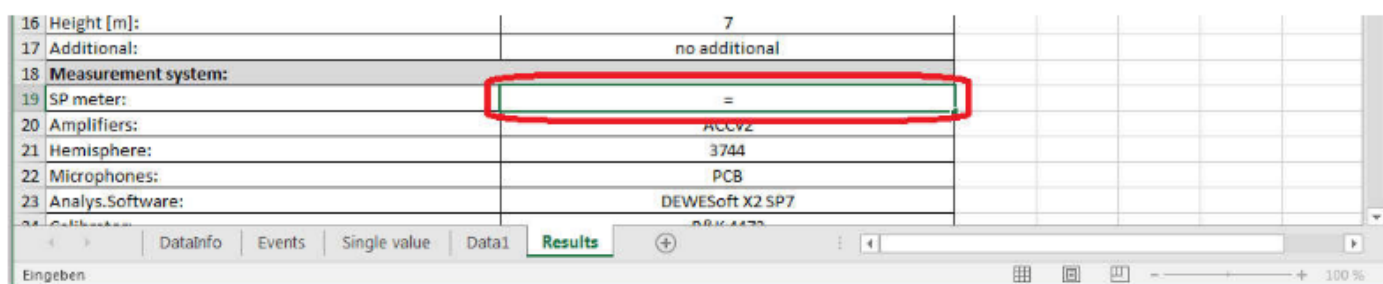 16 Height [m]: 7
17 Additional: no additional
18 Measurement system:
19 SP meter: =
20 Amplifiers: ACCv2
21 Hemisphere: 3744
22 Microphones: PCB
23 Analys.Software: DEWESoft X2 SP7
DataInfo Events Single value Data1 Results
Eingeben 100 %